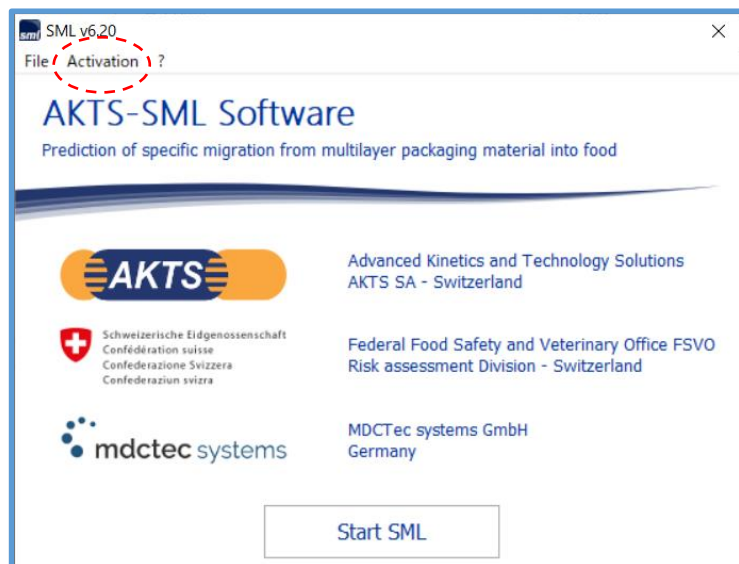 sml SML v6.20
File Activation ?
AKTS-SML Software
Prediction of specific migration from multilayer packaging material into food
AKTS
Advanced Kinetics and Technology Solutions
AKTS SA - Switzerland
Schweizerische Eidgenossenschaft
Confédération suisse
Confederazione Svizzera
Confederaziun svizra
Federal Food Safety and Veterinary Office FSVO
Risk assessment Division - Switzerland
mdctec systems
MDCTec systems GmbH
Germany
Start SML